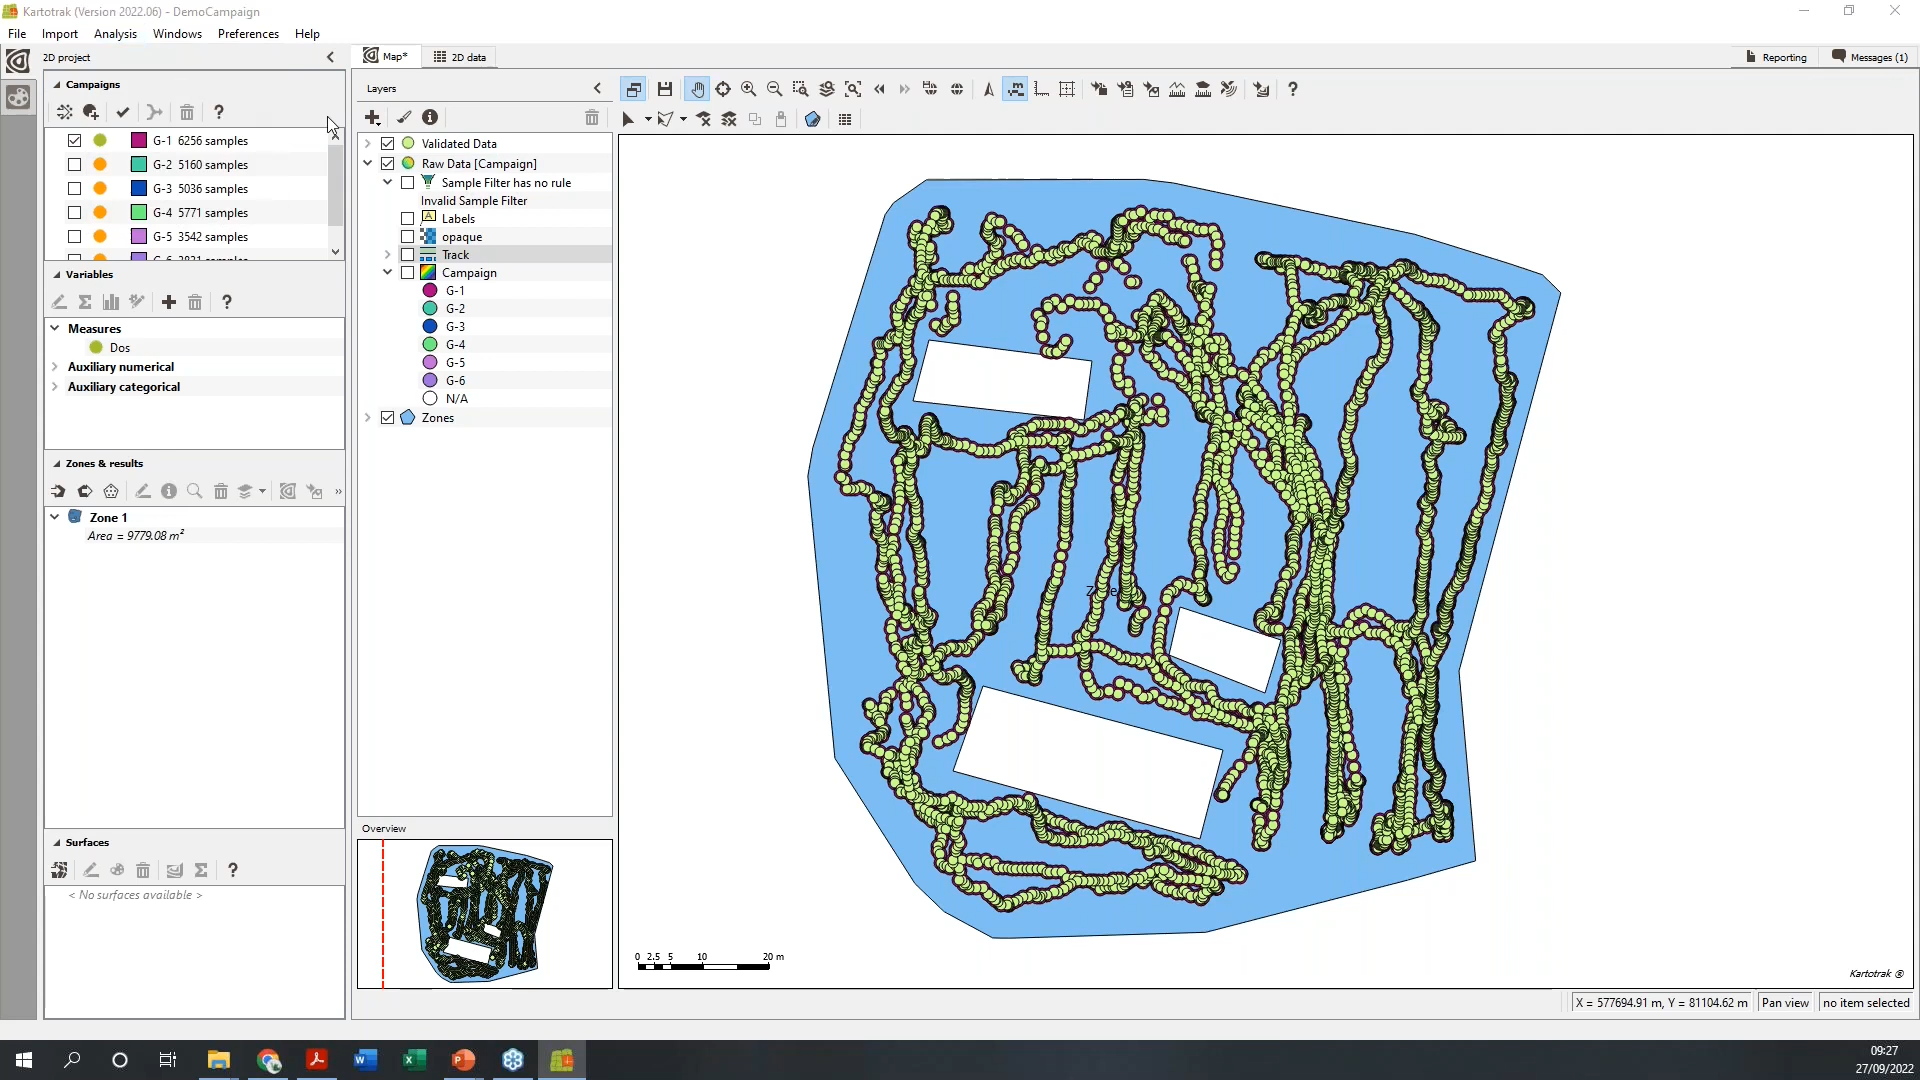 Kartotrak (Version 2022.06) - DemoCampaign
File Import Analysis Windows Preferences Help
2D project
Map* 2D data
Reporting Messages (1)
Campaigns
G-1 6256 samples
G-2 5160 samples
G-3 5036 samples
G-4 5771 samples
G-5 3542 samples
Variables
Measures
Dos
Auxiliary numerical
Auxiliary categorical
Zones & results
Zone 1
Area = 9779.08 m²
Surfaces
< No surfaces available >
Layers
Validated Data
Raw Data [Campaign]
Sample Filter has no rule
Invalid Sample Filter
Labels
opaque
Track
Campaign
G-1
G-2
G-3
G-4
G-5
G-6
N/A
Zones
Overview
0 2.5 5 10 20 m
Kartotrak ®
X = 577694.91 m, Y = 81104.62 m Pan view no item selected
09:27
27/09/2022